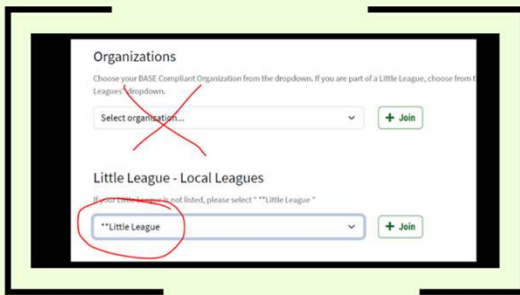 Organizations
Choose your BASE Compliant Organization from the dropdown. If you are part of a Little League, choose from t
Leagues" dropdown.
Select organization...
+ Join
Little League - Local Leagues
If your Little League is not listed, please select " **Little League "
**Little League
+ Join